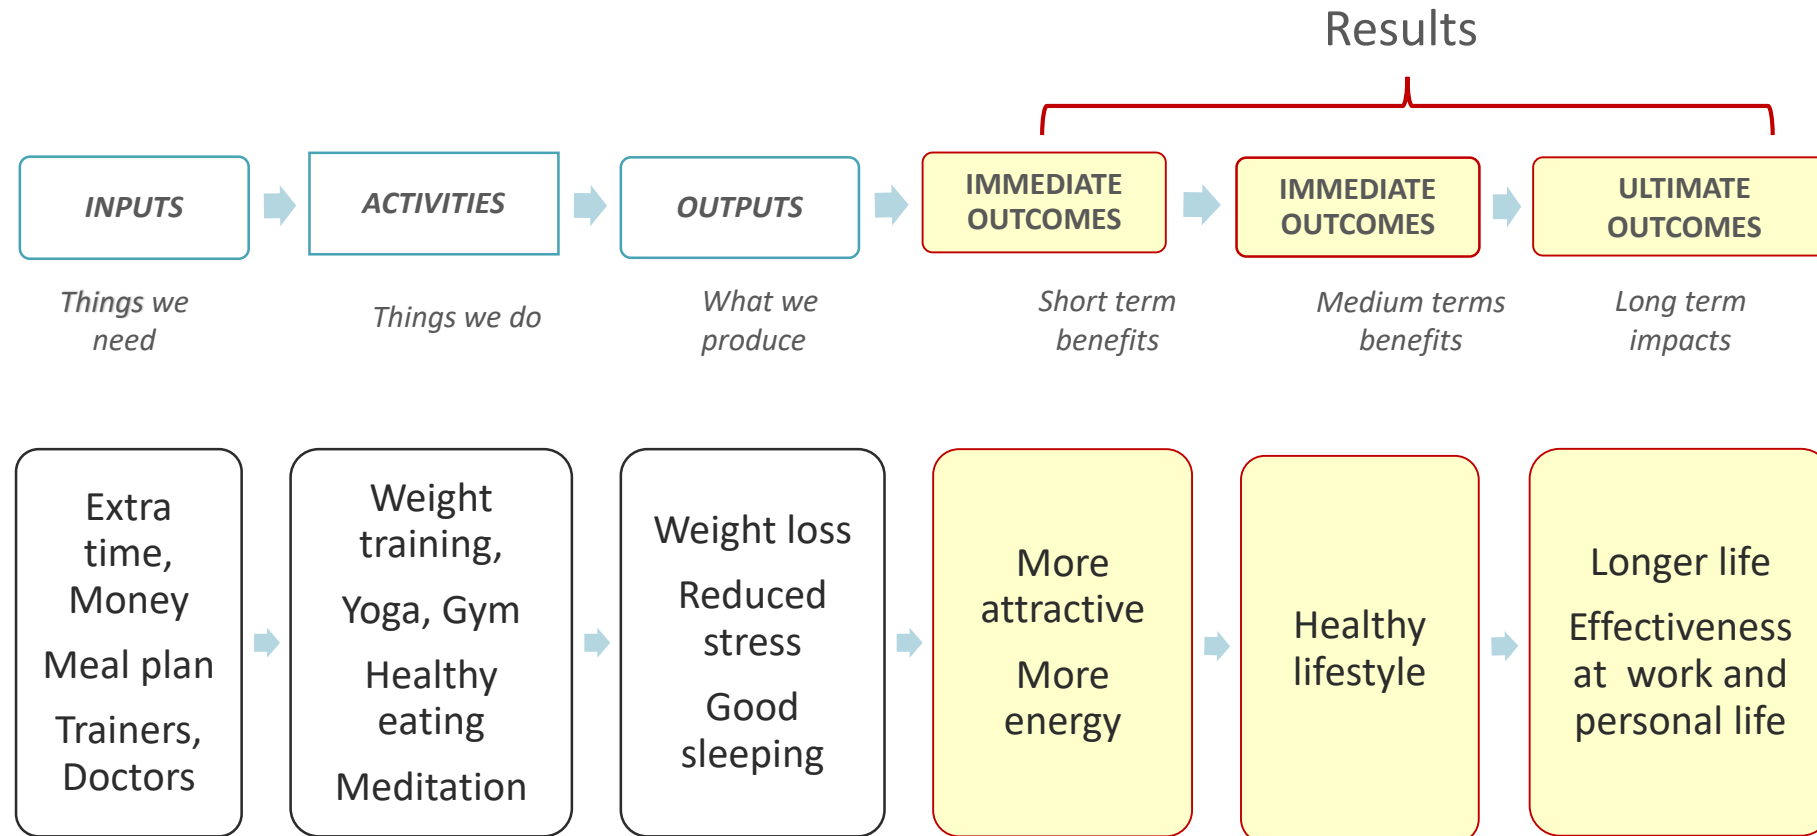 Results
INPUTS
ACTIVITIES
OUTPUTS
IMMEDIATE
OUTCOMES
IMMEDIATE
OUTCOMES
ULTIMATE
OUTCOMES
Things we
need
Things we do
What we
produce
Short term
benefits
Medium terms
benefits
Long term
impacts
Extra
time,
Money
Meal plan
Trainers,
Doctors
Weight
training,
Yoga, Gym
Healthy
eating
Meditation
Weight loss
Reduced
stress
Good
sleeping
More
attractive
More
energy
Healthy
lifestyle
Longer life
Effectiveness
at work and
personal life